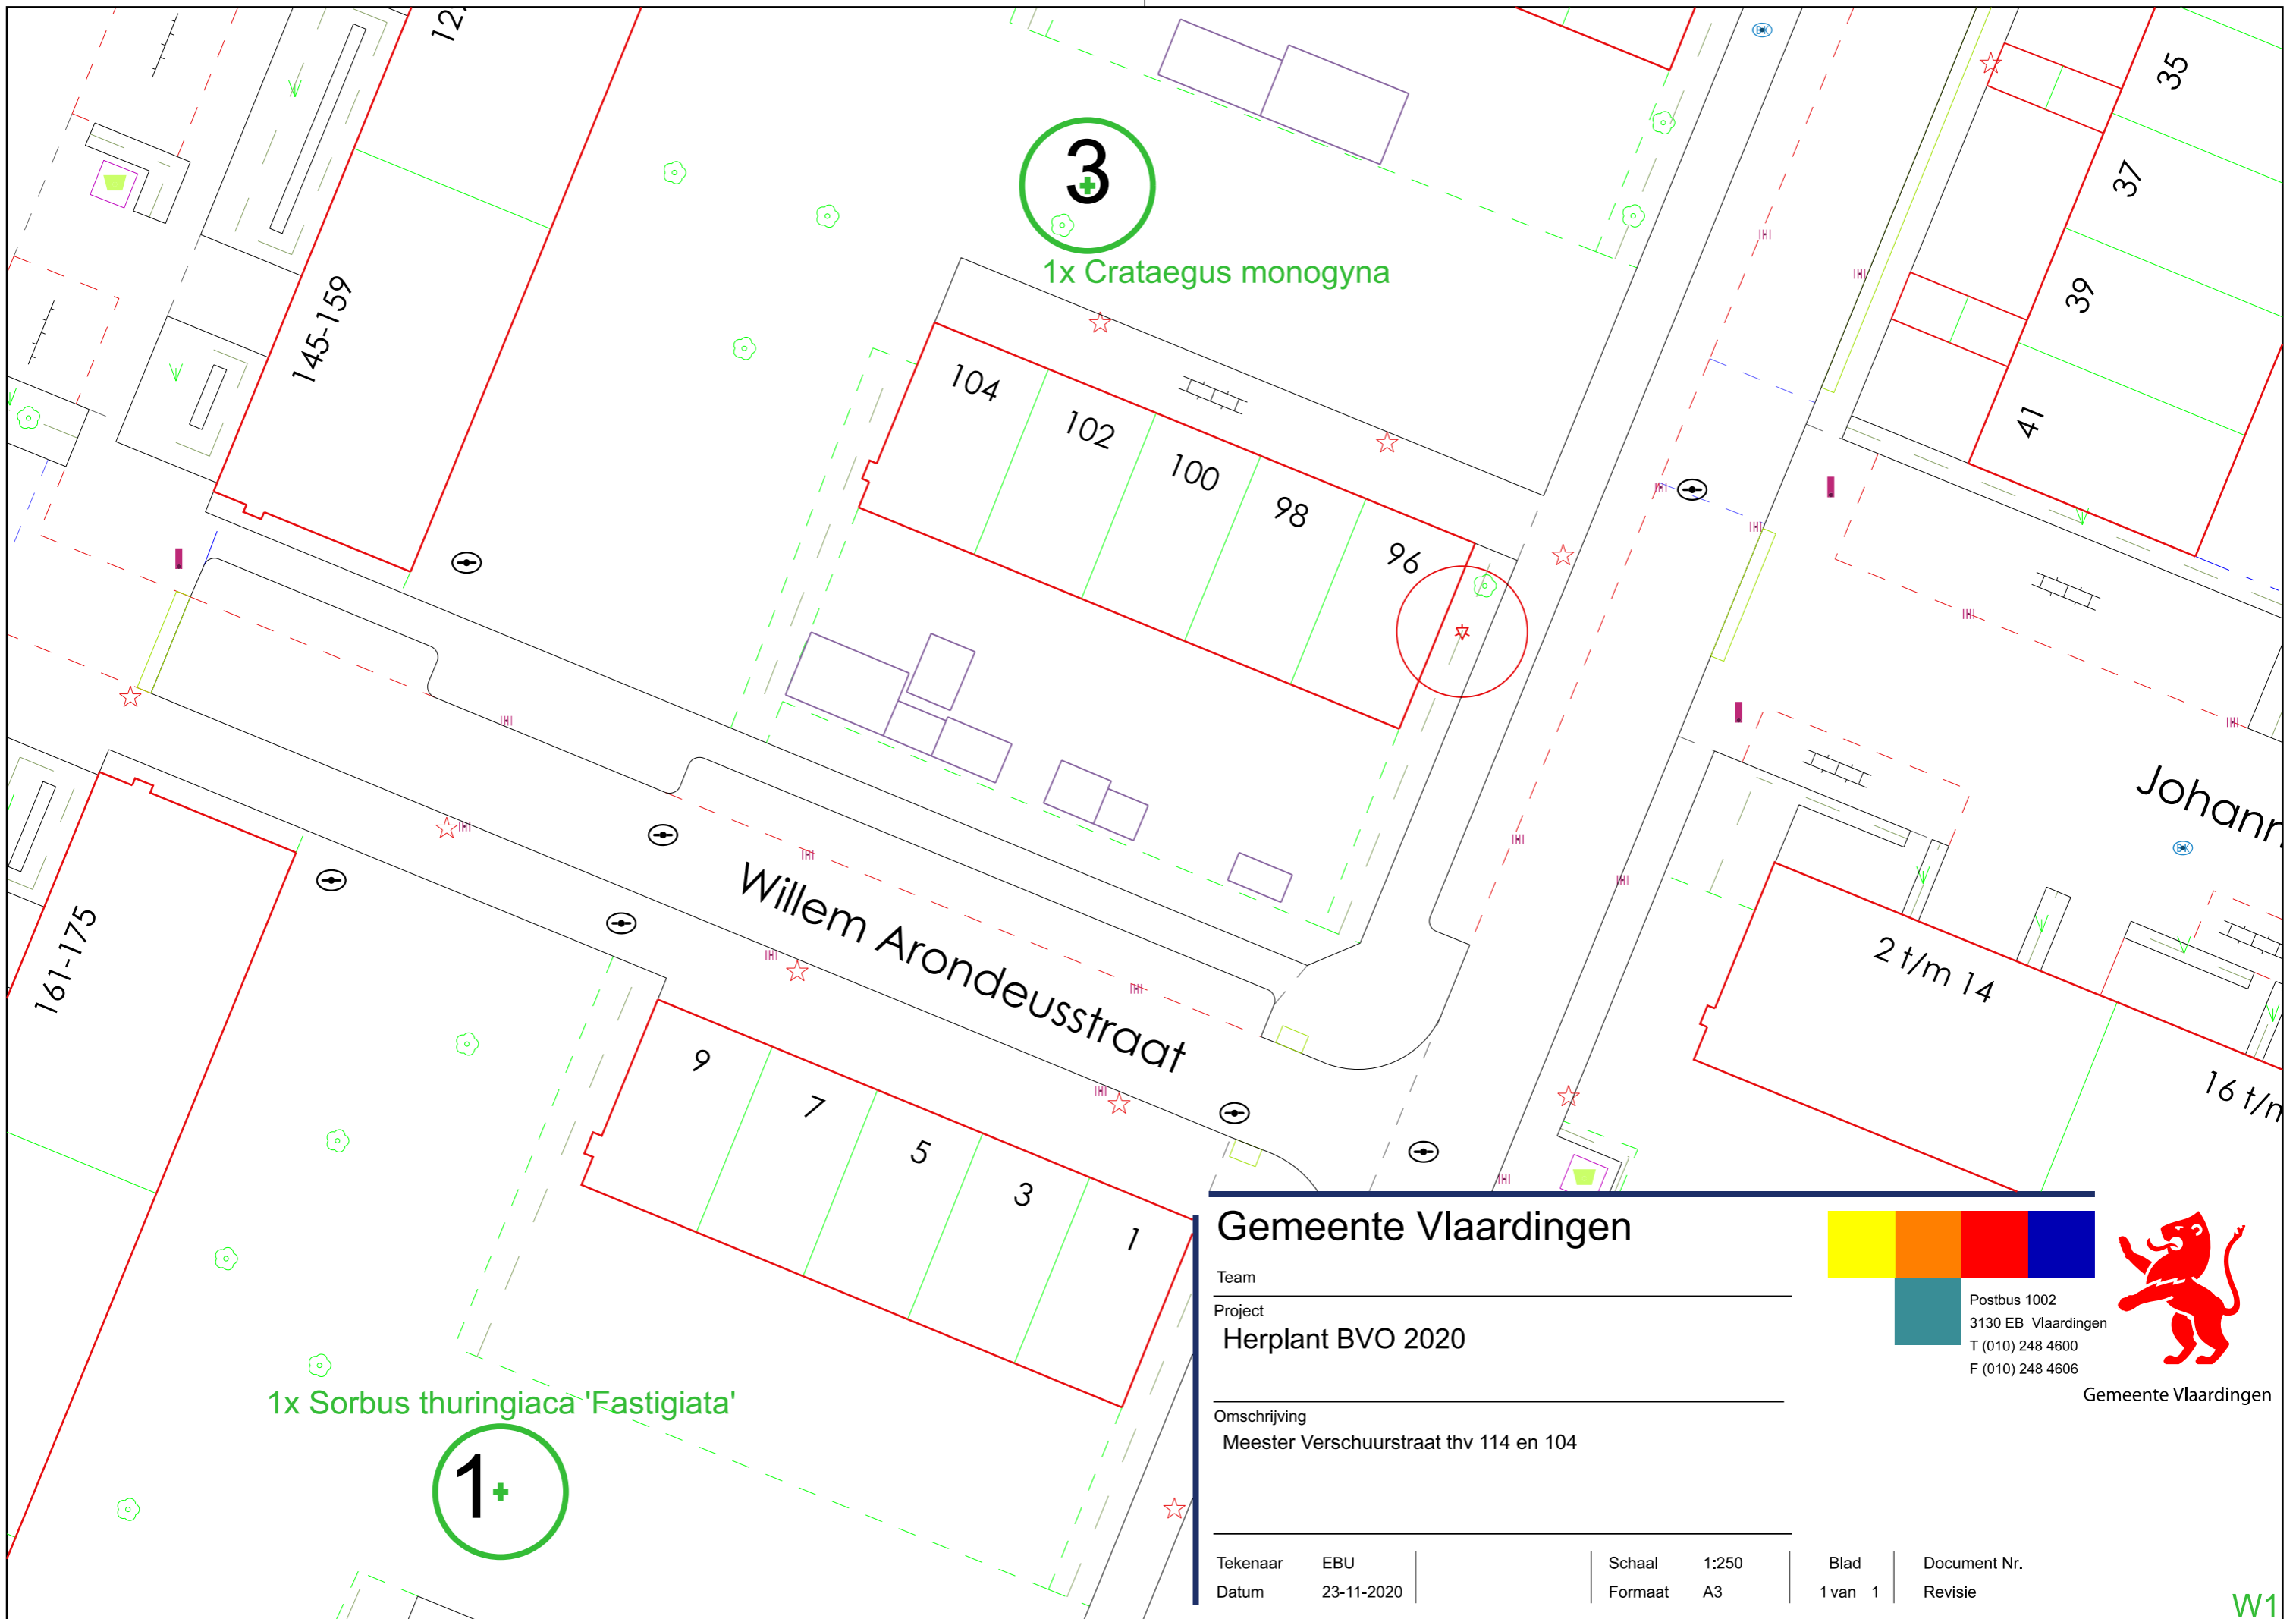 35
3
37
1x Crataegus monogyna
39
145-159
104
102
41
100
98
96
Johann
Willem Arondeusstraat
161-175
2 t/m 14
9
7
16 t/m
5
3
1
Gemeente Vlaardingen
Team
Project
Herplant BVO 2020
Postbus 1002
3130 EB Vlaardingen
T (010) 248 4600
F (010) 248 4606
Gemeente Vlaardingen
1x Sorbus thuringiaca 'Fastigiata'
1
Omschrijving
Meester Verschuurstraat thv 114 en 104
Tekenaar EBU Schaal 1:250 Blad Document Nr.
Datum 23-11-2020 Formaat A3 1 van 1 Revisie
W1